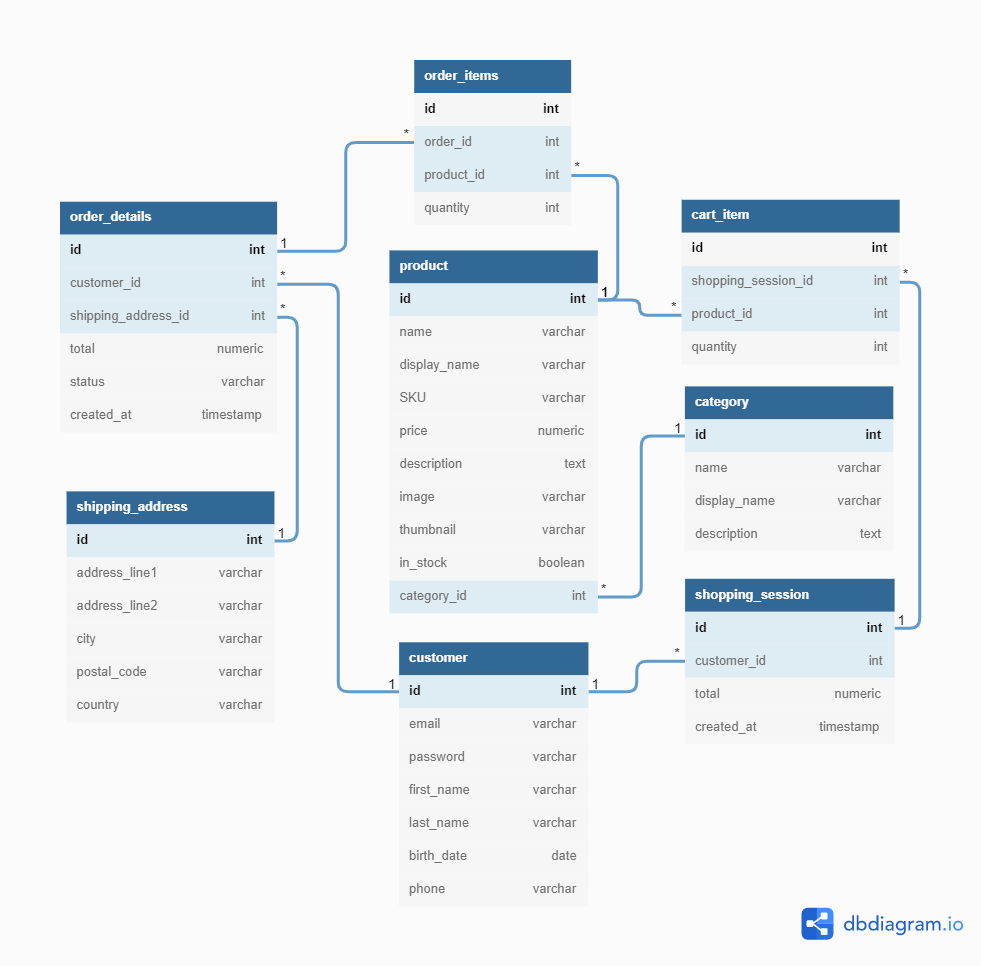 order_items
id int
order_id int
product_id int
quantity int
order_details
id int
customer_id int
shipping_address_id int
total numeric
status varchar
created_at timestamp
product
id int
name varchar
display_name varchar
SKU varchar
price numeric
description text
image varchar
thumbnail varchar
in_stock boolean
category_id int
cart_item
id int
shopping_session_id int
product_id int
quantity int
category
id int
name varchar
display_name varchar
description text
shipping_address
id int
address_line1 varchar
address_line2 varchar
city varchar
postal_code varchar
country varchar
customer
id int
email varchar
password varchar
first_name varchar
last_name varchar
birth_date date
phone varchar
shopping_session
id int
customer_id int
total numeric
created_at timestamp
*
1
*
*
1
*
1
*
*
1
*
1
1
*
1
dbdiagram.io